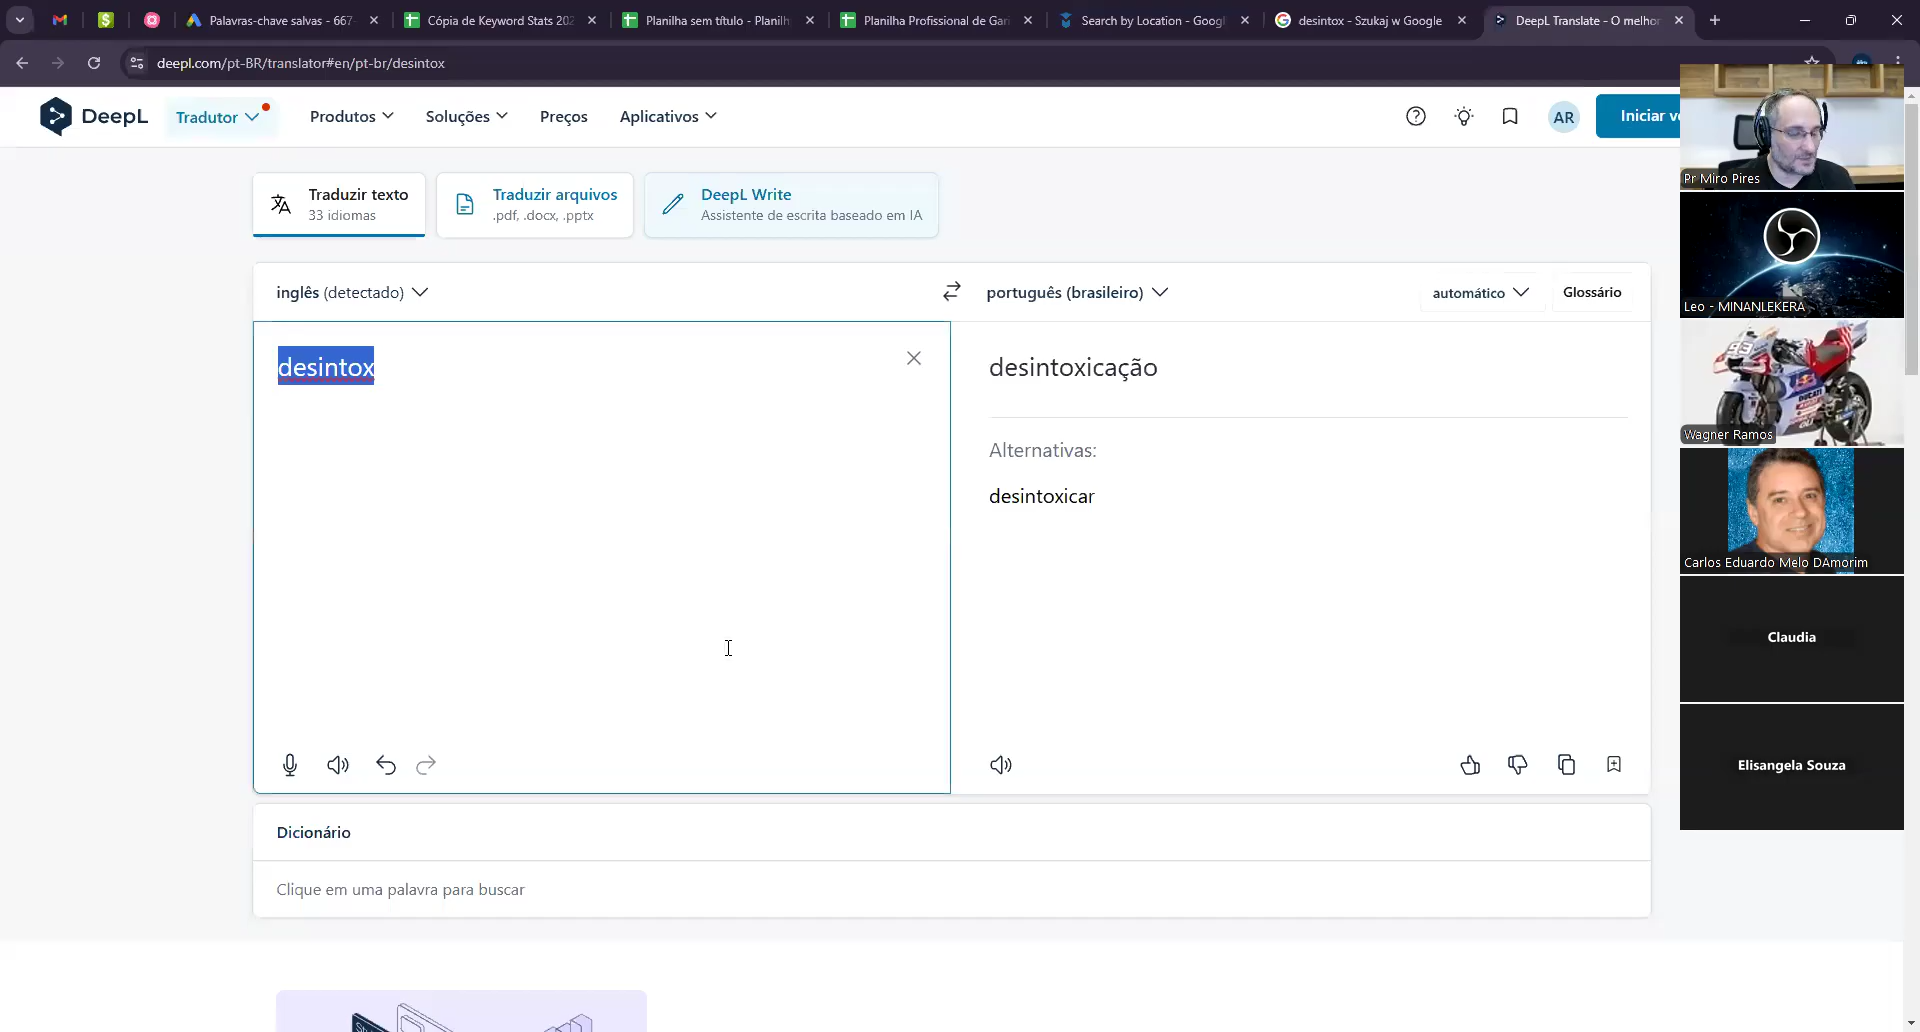 Palavras-chave salvas - 667-
Cópia de Keyword Stats 202
Planilha sem título - Planilh
Planilha Profissional de Gan
Search by Location - Googl
desintox - Szukaj w Google
DeepL Translate - O melhor
deepl.com/pt-BR/translator#en/pt-br/desintox
DeepL
Tradutor
Produtos
Soluções
Preços
Aplicativos
AR
Iniciar ve
Traduzir texto
33 idiomas
Traduzir arquivos
.pdf, .docx, .pptx
DeepL Write
Assistente de escrita baseado em IA
inglês (detectado)
português (brasileiro)
automático
Glossário
desintox
desintoxicação
Alternativas:
desintoxicar
Dicionário
Clique em uma palavra para buscar
Pr Miro Pires
Leo - MINANLEKERA
93
Wagner Ramos
Carlos Eduardo Melo DAmorim
Claudia
Elisangela Souza